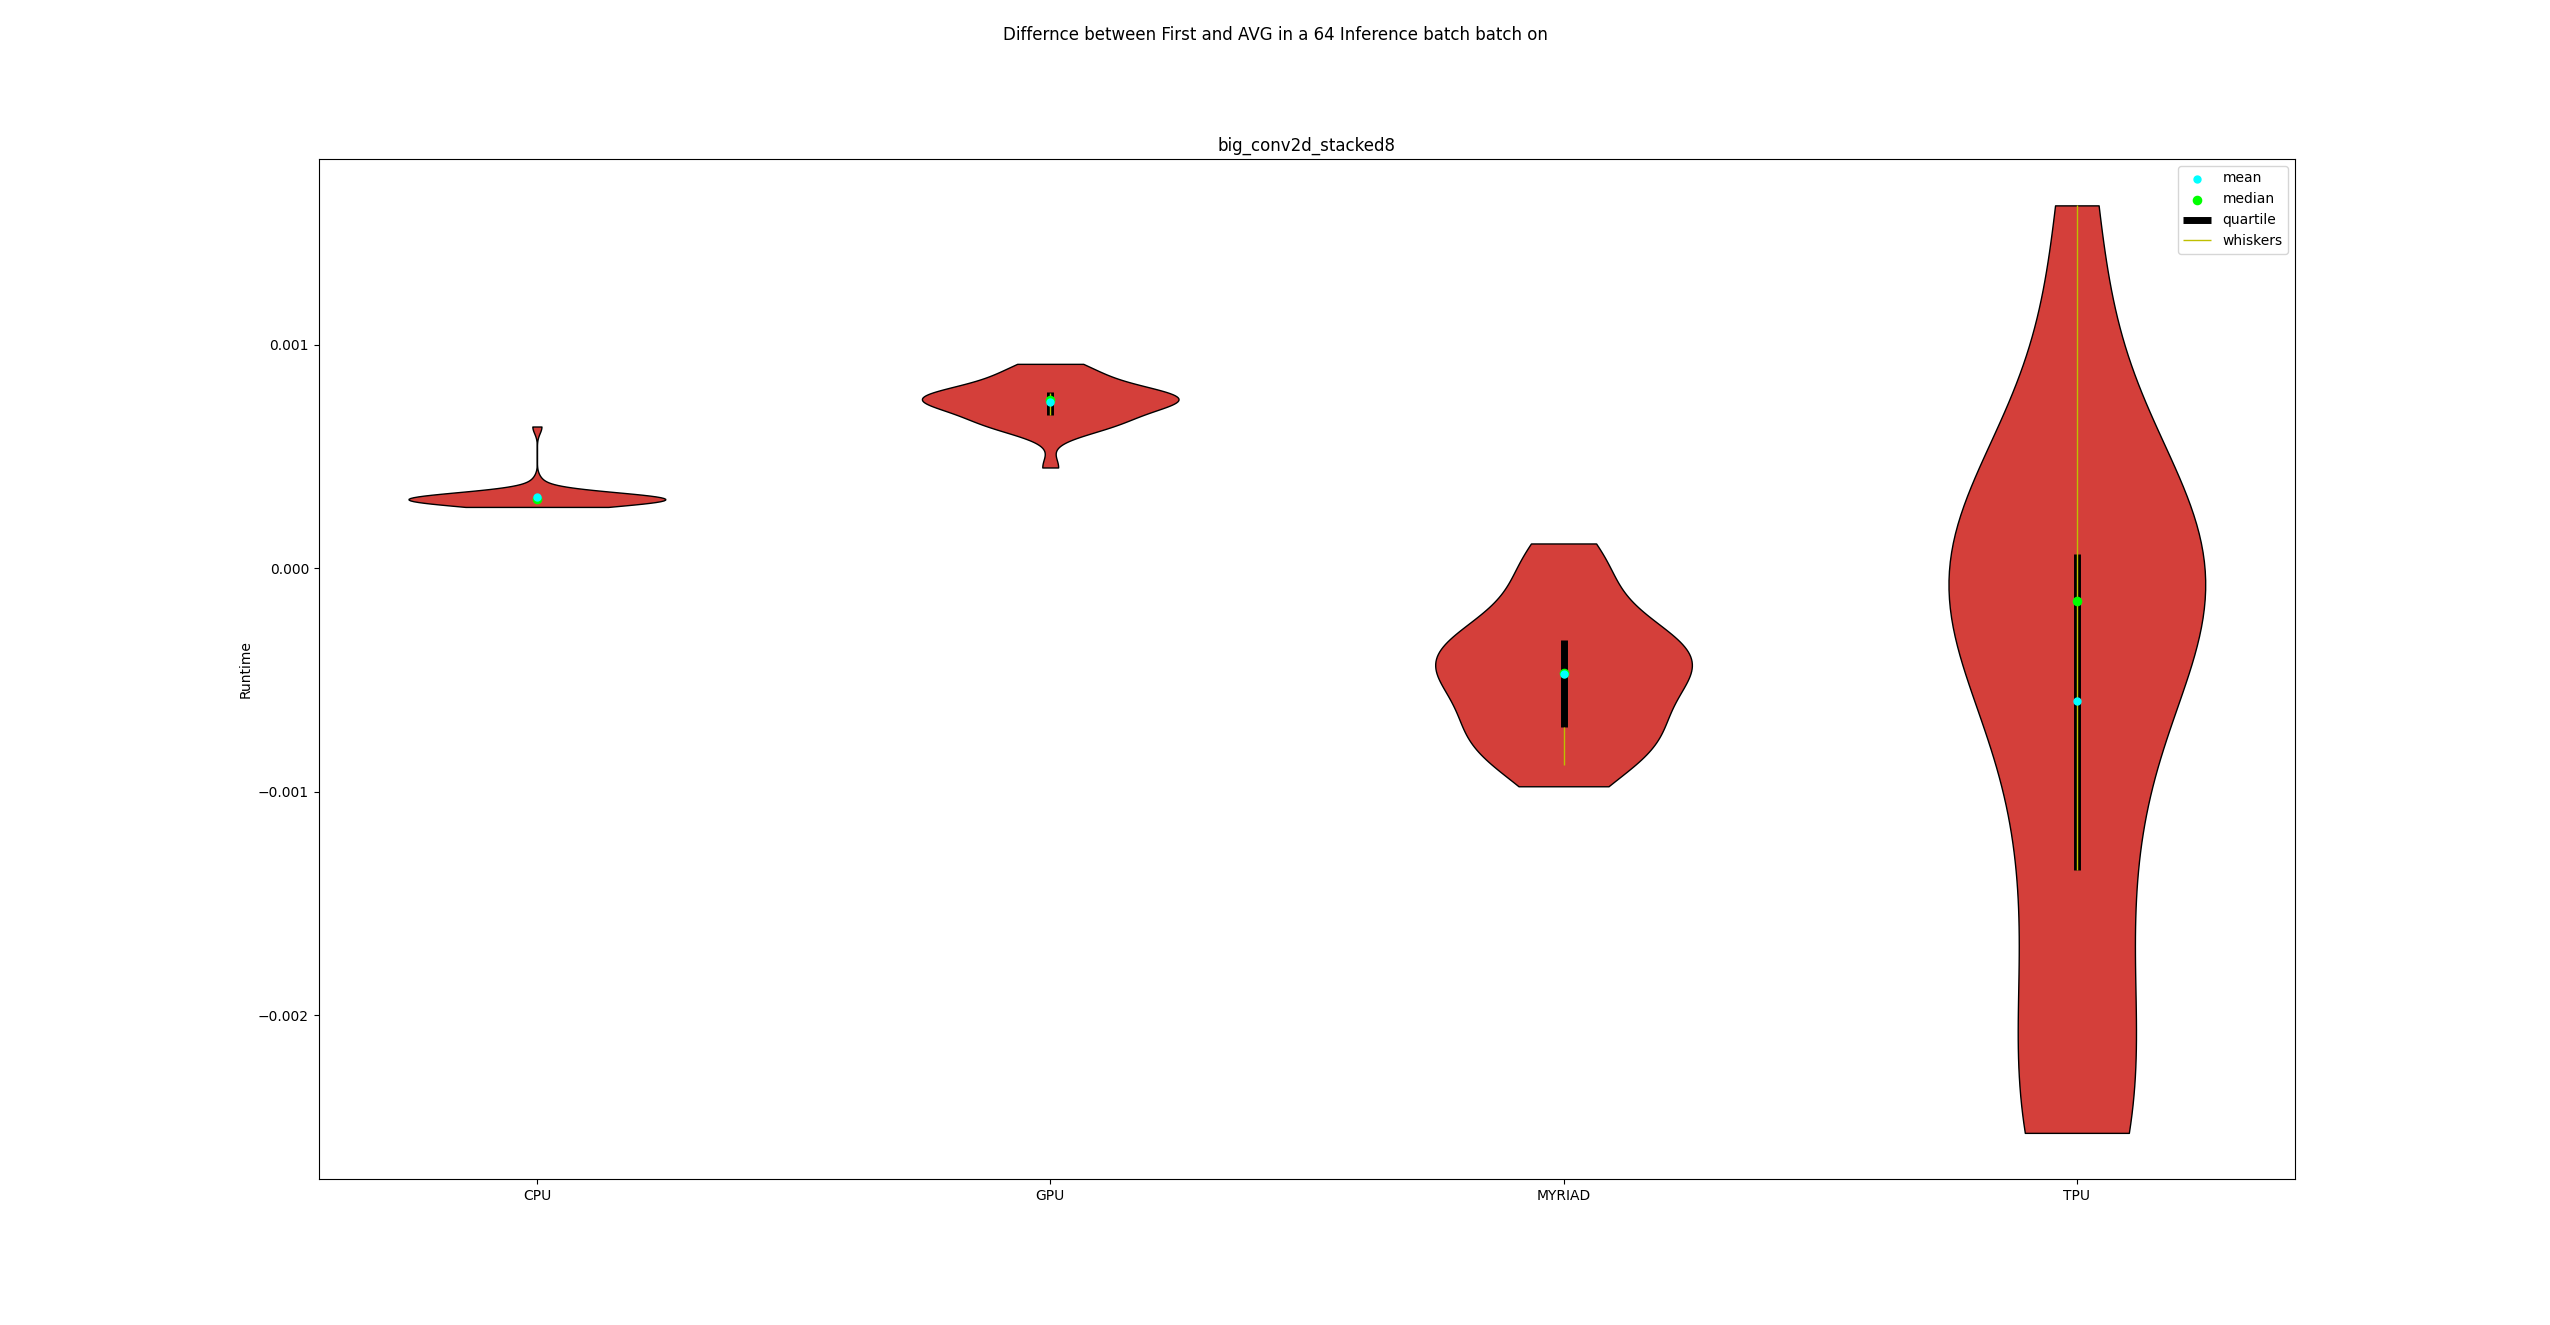 Differnce between First and AVG in a 64 Inference batch batch on
big_conv2d_stacked8
mean
median
quartile
whiskers
0.001
0.000
−0.001
−0.002
Runtime
CPU
GPU
MYRIAD
TPU